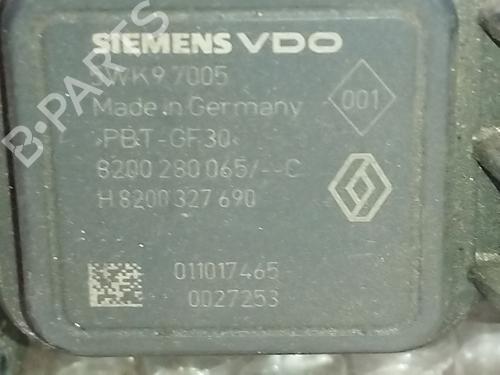 SIEMENS VDO
5WK9 7005
Made in Germany
001
>PBT-GF30<
8200 280 065/--C
H 8200 327 690
011017465
0027253
B-PARTS